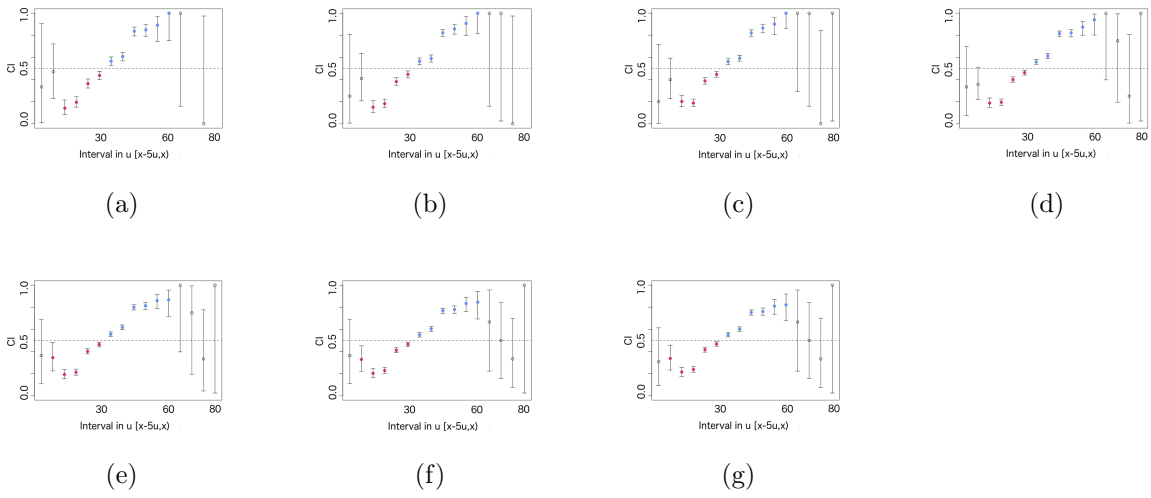 1.0 1.0 1.0 1.0
CI CI CI CI
0.5 0.5 0.5 0.5
0.0 0.0 0.0 0.0
30 60 80 30 60 80 30 60 80 30 60 80
Interval in u [x-5u,x) Interval in u [x-5u,x) Interval in u [x-5u,x) Interval in u [x-5u,x)
(a) (b) (c) (d)
1.0 1.0 1.0
CI CI CI
0.5 0.5 0.5
0.0 0.0 0.0
30 60 80 30 60 80 30 60 80
Interval in u [x-5u,x) Interval in u [x-5u,x) Interval in u [x-5u,x)
(e) (f) (g)